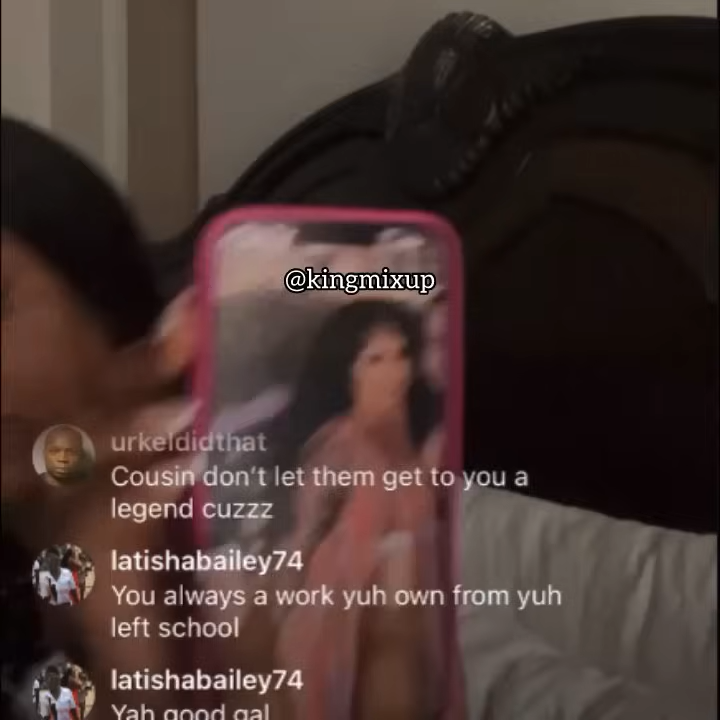 @kingmixup
urkeldidthat
Cousin don't let them get to you a
legend cuzzz
latishabailey74
You always a work yuh own from yuh
left school
latishabailey74
Yah good gal